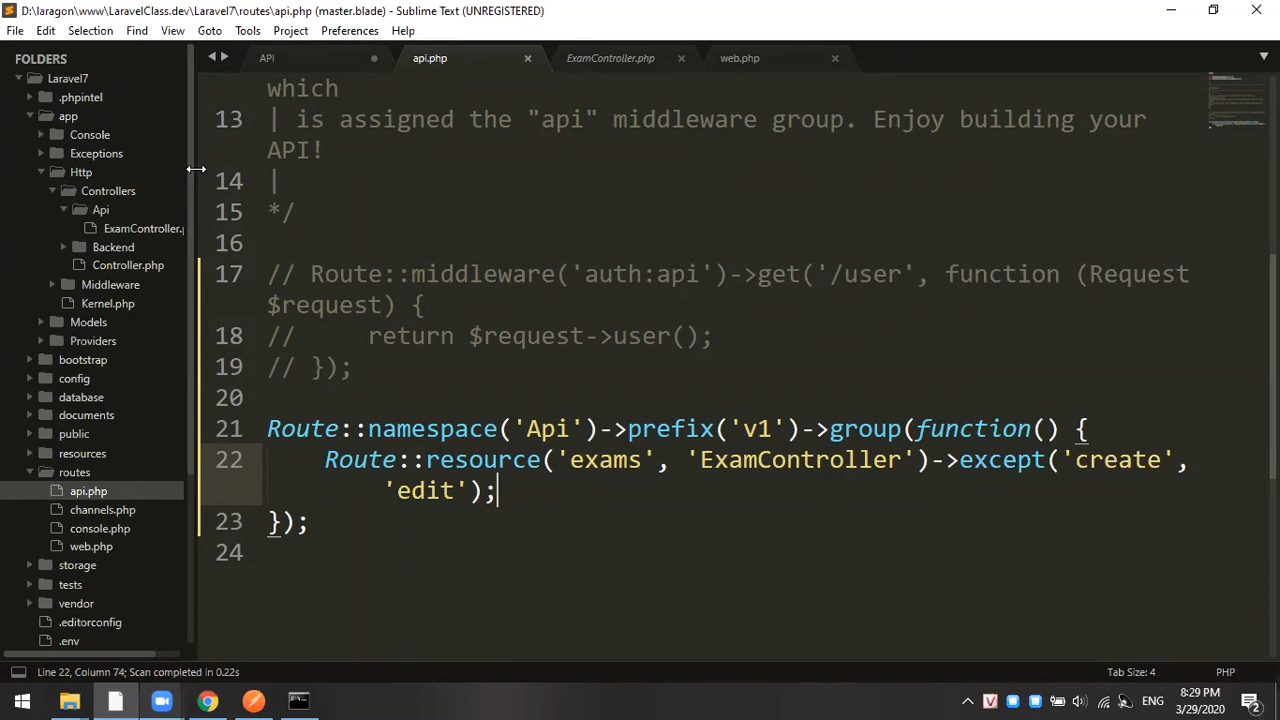 D:\laragon\www\LaravelClass.dev\Laravel7\routes\api.php (master.blade) - Sublime Text (UNREGISTERED)
File Edit Selection Find View Goto Tools Project Preferences Help
FOLDERS
Laravel7
.phpintel
app
Console
Exceptions
Http
Controllers
Api
ExamController.p
Backend
Controller.php
Middleware
Kernel.php
Models
Providers
bootstrap
config
database
documents
public
resources
routes
api.php
channels.php
console.php
web.php
storage
tests
vendor
.editorconfig
.env
API api.php ExamController.php web.php
which
13 | is assigned the "api" middleware group. Enjoy building your
API!
14 |
15 */
16
17 // Route::middleware('auth:api')->get('/user', function (Request
$request) {
18 //     return $request->user();
19 // });
20
21 Route::namespace('Api')->prefix('v1')->group(function() {
22     Route::resource('exams', 'ExamController')->except('create',
'edit');
23 });
24
Line 22, Column 74; Scan completed in 0.22s Tab Size: 4 PHP
ENG
8:29 PM
3/29/2020
2